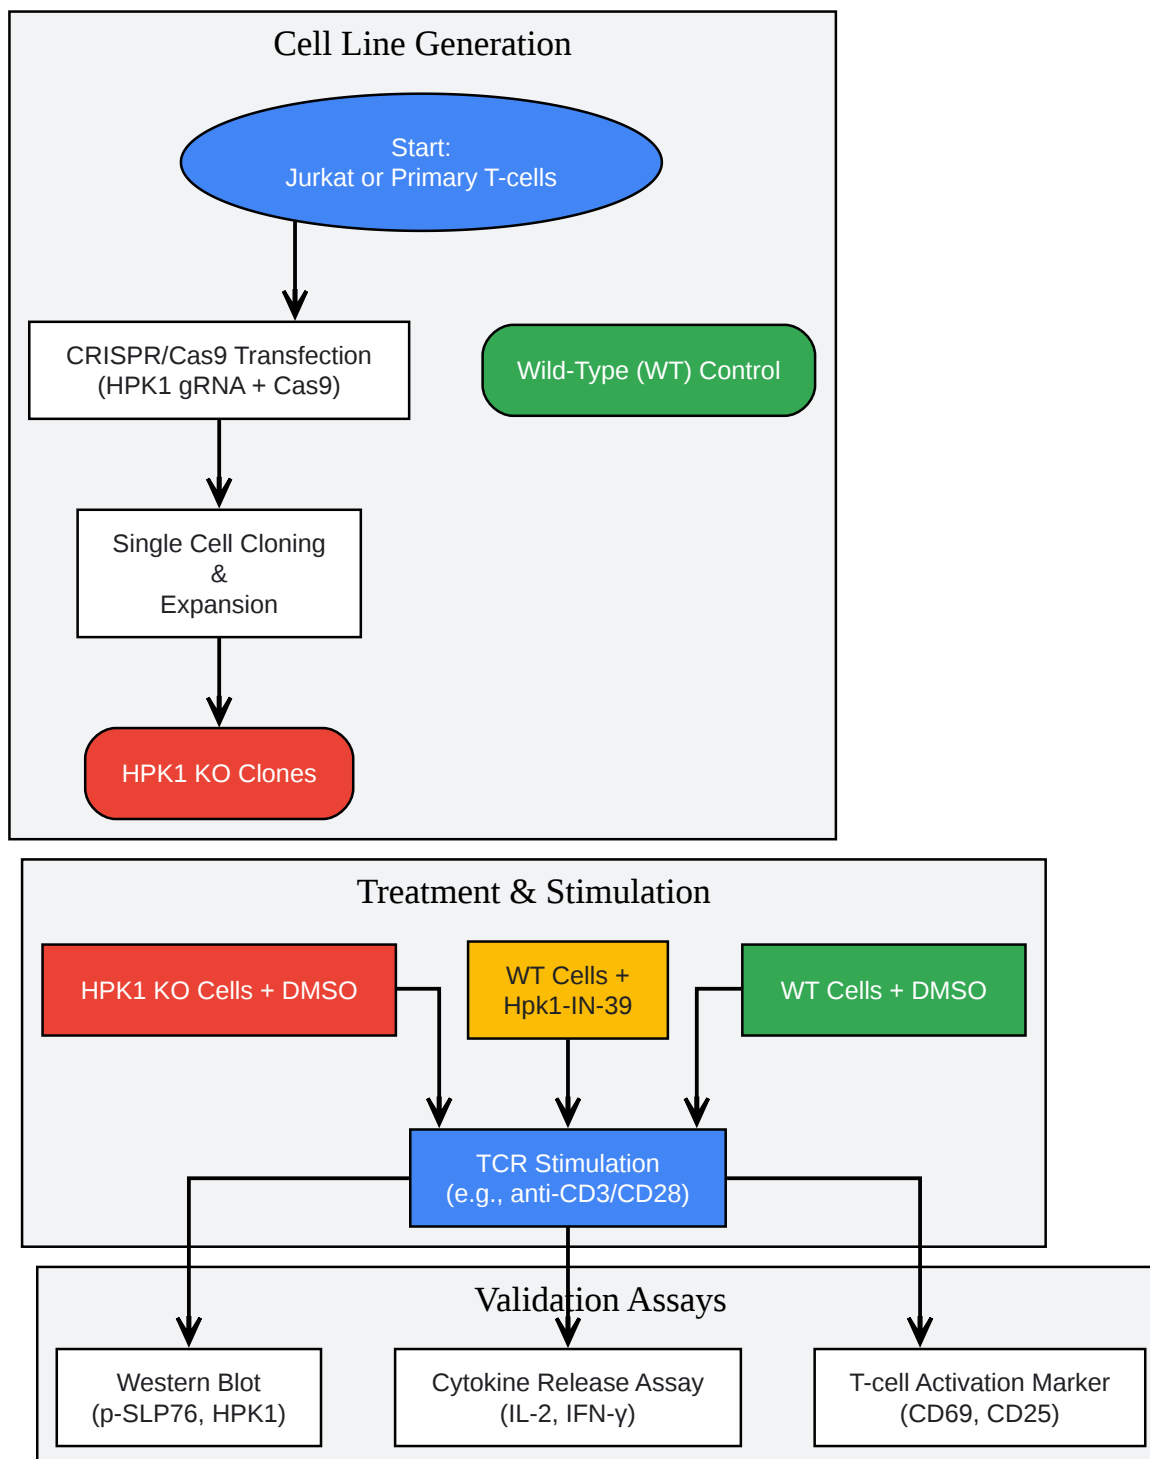 Cell Line Generation
Start:
Jurkat or Primary T-cells
CRISPR/Cas9 Transfection
(HPK1 gRNA + Cas9)
Wild-Type (WT) Control
Single Cell Cloning
&
Expansion
HPK1 KO Clones
Treatment & Stimulation
HPK1 KO Cells + DMSO
WT Cells +
Hpk1-IN-39
WT Cells + DMSO
TCR Stimulation
(e.g., anti-CD3/CD28)
Validation Assays
Western Blot
(p-SLP76, HPK1)
Cytokine Release Assay
(IL-2, IFN-γ)
T-cell Activation Marker
(CD69, CD25)